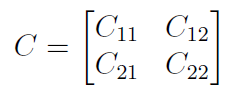 C = [C₁₁ C₁₂
C₂₁ C₂₂]